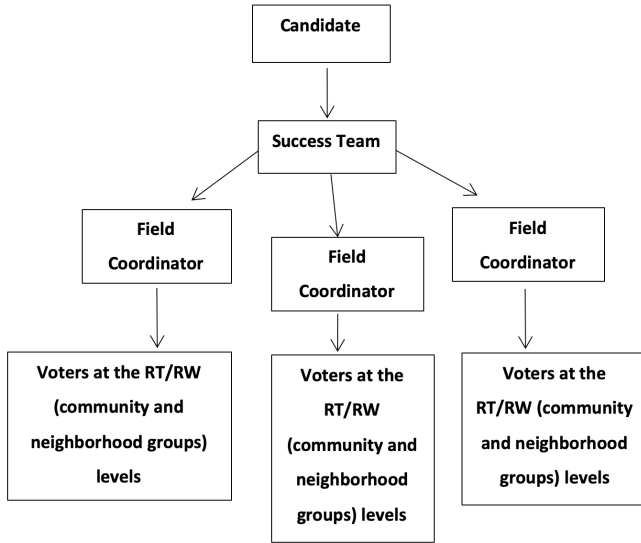 Candidate
Success Team
Field
Coordinator
Field
Coordinator
Field
Coordinator
Voters at the RT/RW
(community and
neighborhood groups)
levels
Voters at the
RT/RW
(community and
neighborhood
groups) levels
Voters at the
RT/RW (community
and neighborhood
groups) levels